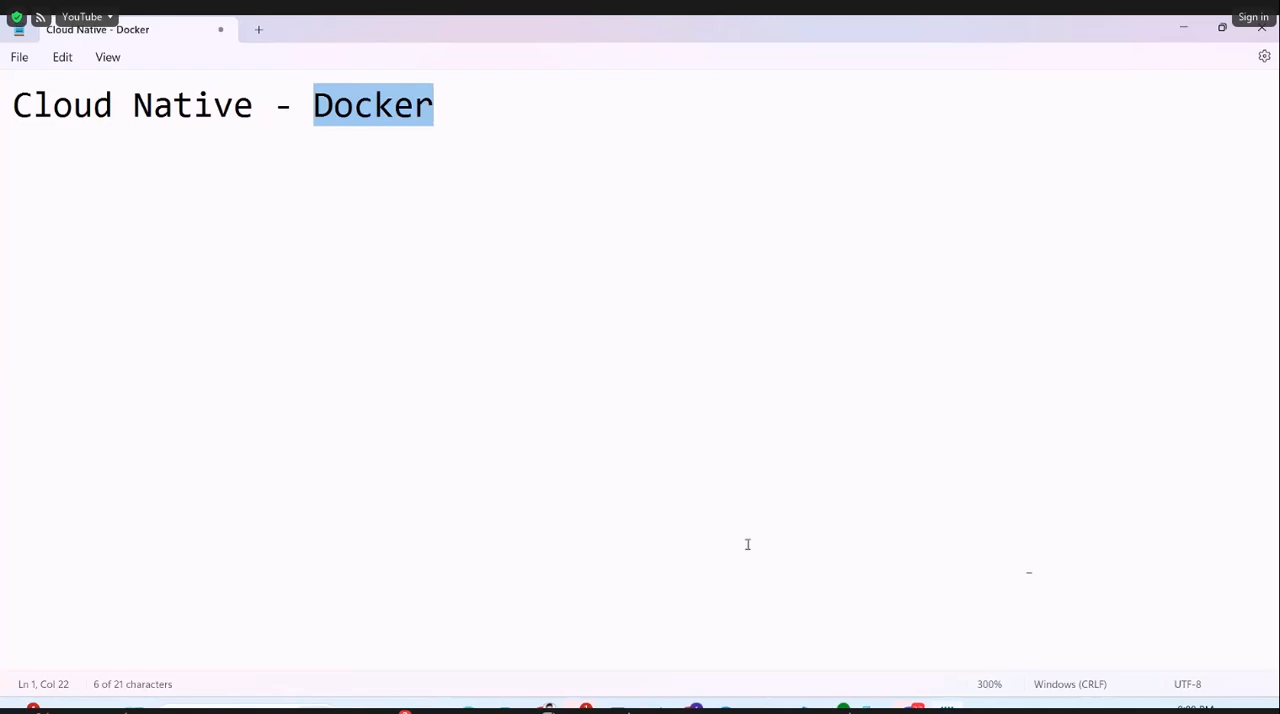 YouTube
Sign in
Cloud Native - Docker
File Edit View
Cloud Native - Docker
Ln 1, Col 22 6 of 21 characters 300% Windows (CRLF) UTF-8